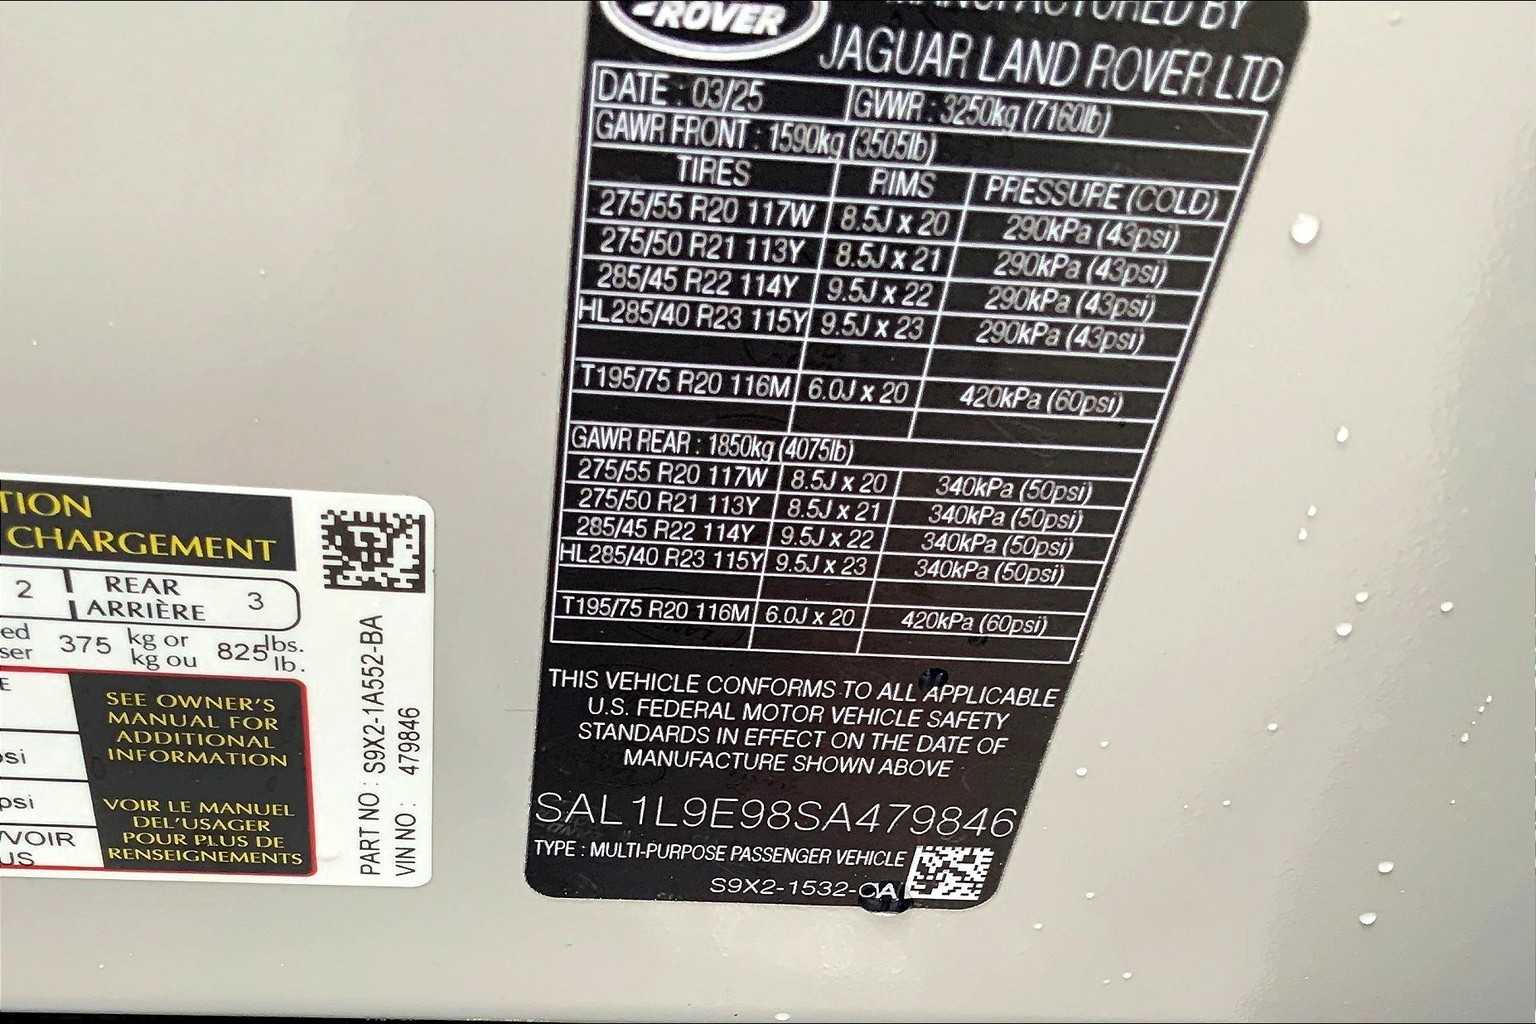 ROVER
MANUFACTURED BY
JAGUAR LAND ROVER LTD
DATE : 03/25 GVWR : 3250kg (7160lb)
GAWR FRONT : 1590kg (3505lb)
TIRES RIMS PRESSURE (COLD)
275/55 R20 117W 8.5J x 20 290kPa (43psi)
275/50 R21 113Y 8.5J x 21 290kPa (43psi)
285/45 R22 114Y 9.5J x 22 290kPa (43psi)
HL285/40 R23 115Y 9.5J x 23 290kPa (43psi)
T195/75 R20 116M 6.0J x 20 420kPa (60psi)
GAWR REAR : 1850kg (4075lb)
275/55 R20 117W 8.5J x 20 340kPa (50psi)
275/50 R21 113Y 8.5J x 21 340kPa (50psi)
285/45 R22 114Y 9.5J x 22 340kPa (50psi)
HL285/40 R23 115Y 9.5J x 23 340kPa (50psi)
T195/75 R20 116M 6.0J x 20 420kPa (60psi)
THIS VEHICLE CONFORMS TO ALL APPLICABLE
U.S. FEDERAL MOTOR VEHICLE SAFETY
STANDARDS IN EFFECT ON THE DATE OF
MANUFACTURE SHOWN ABOVE
SAL1L9E98SA479846
TYPE : MULTI-PURPOSE PASSENGER VEHICLE
S9X2-1532-CA
TION
CHARGEMENT
2 REAR
ARRIÈRE 3
ed 375 kg or 825 lbs.
ser kg ou lb.
E
SEE OWNER'S
MANUAL FOR
ADDITIONAL
INFORMATION
psi
psi
VOIR LE MANUEL
DEL'USAGER
POUR PLUS DE
RENSEIGNEMENTS
/VOIR
US
PART NO : S9X2-1A552-BA
VIN NO : 479846